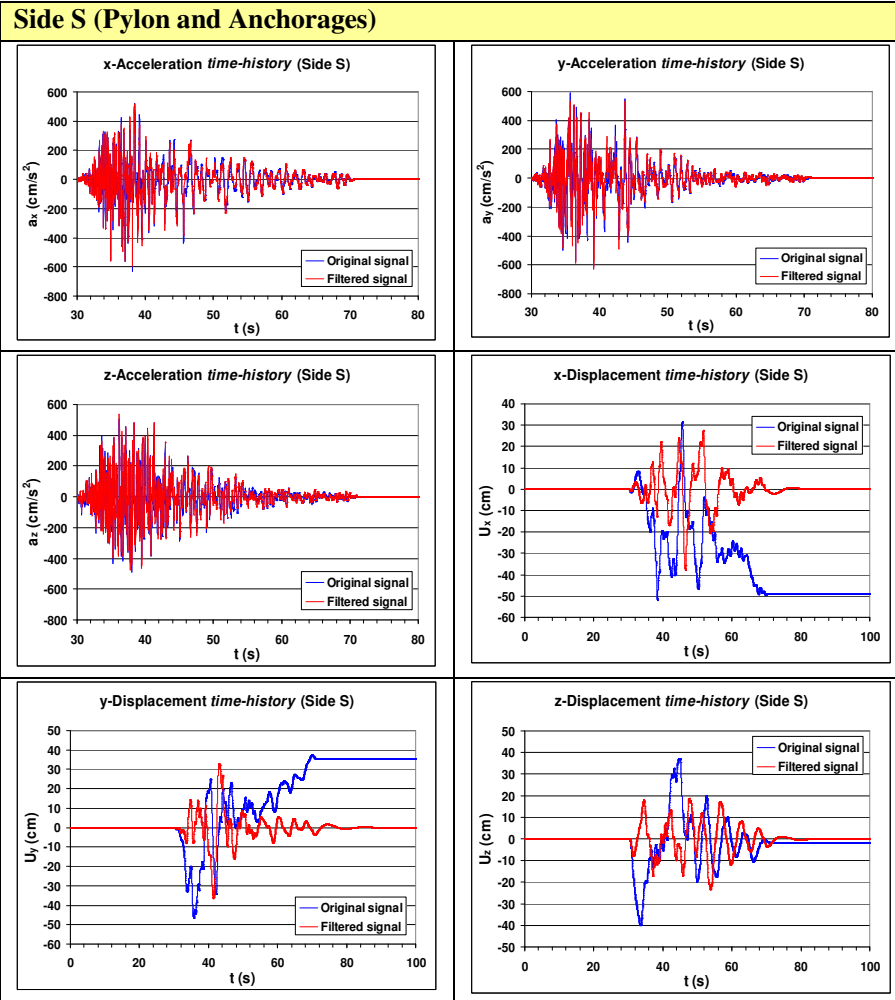 Side S (Pylon and Anchorages)
x-Acceleration time-history (Side S)
600
400
200
0
-200
-400
-600
-800
30 40 50 60 70 80
a_x (cm/s²)
t (s)
Original signal
Filtered signal
y-Acceleration time-history (Side S)
600
400
200
0
-200
-400
-600
-800
30 40 50 60 70 80
a_y (cm/s²)
t (s)
Original signal
Filtered signal
z-Acceleration time-history (Side S)
600
400
200
0
-200
-400
-600
-800
30 40 50 60 70 80
a_z (cm/s²)
t (s)
Original signal
Filtered signal
x-Displacement time-history (Side S)
40
30
20
10
0
-10
-20
-30
-40
-50
-60
0 20 40 60 80 100
U_x (cm)
t (s)
Original signal
Filtered signal
y-Displacement time-history (Side S)
50
40
30
20
10
0
-10
-20
-30
-40
-50
-60
0 20 40 60 80 100
U_y (cm)
t (s)
Original signal
Filtered signal
z-Displacement time-history (Side S)
50
40
30
20
10
0
-10
-20
-30
-40
-50
0 20 40 60 80 100
U_z (cm)
t (s)
Original signal
Filtered signal